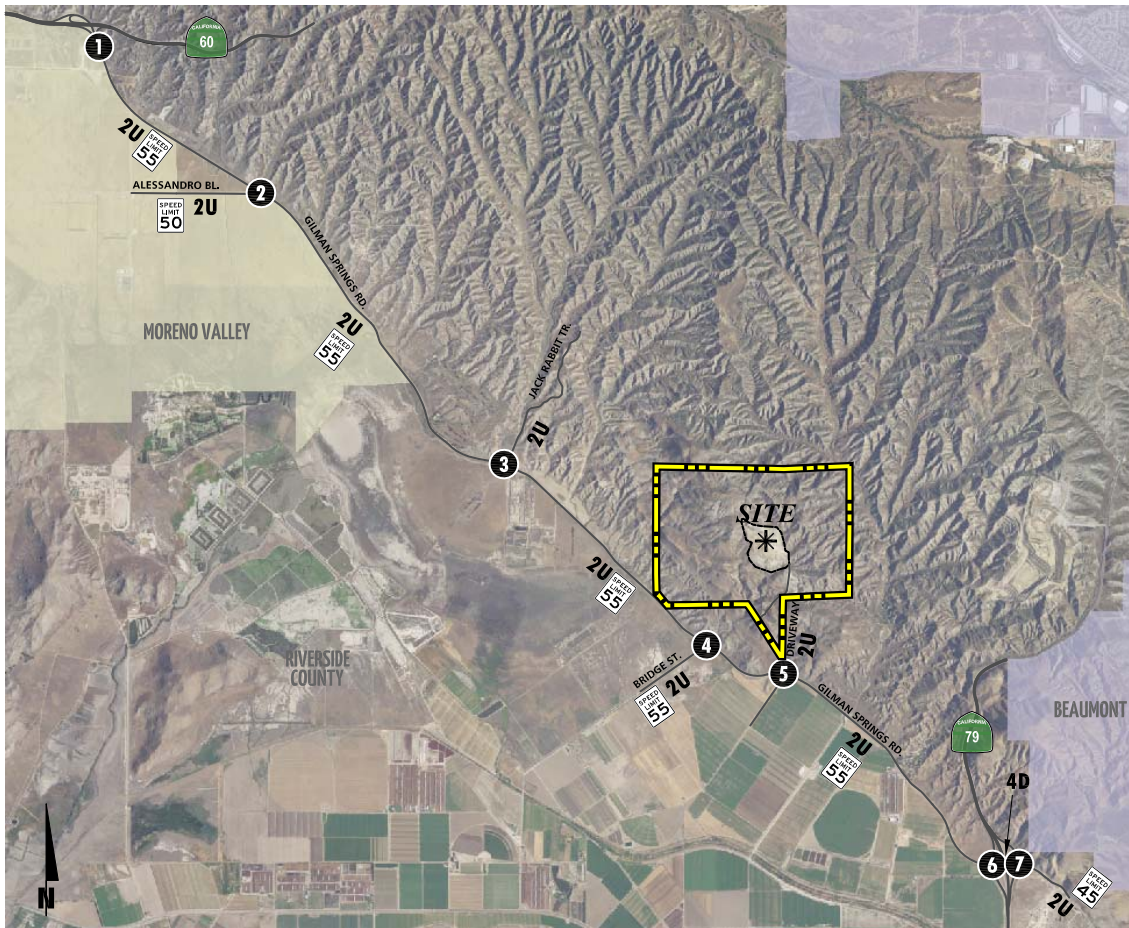 CALIFORNIA
60
1
2U
SPEED
LIMIT
55
ALESSANDRO BL.
2
SPEED
LIMIT
50
2U
GILMAN SPRINGS RD.
MORENO VALLEY
2U
SPEED
LIMIT
55
JACK RABBIT TR.
2U
3
SITE
2U
SPEED
LIMIT
55
DRIVEWAY
2U
4
BRIDGE ST.
2U
SPEED
LIMIT
55
5
RIVERSIDE
COUNTY
GILMAN SPRINGS RD.
2U
SPEED
LIMIT
55
BEAUMONT
CALIFORNIA
79
4D
6
7
2U
SPEED
LIMIT
45
N